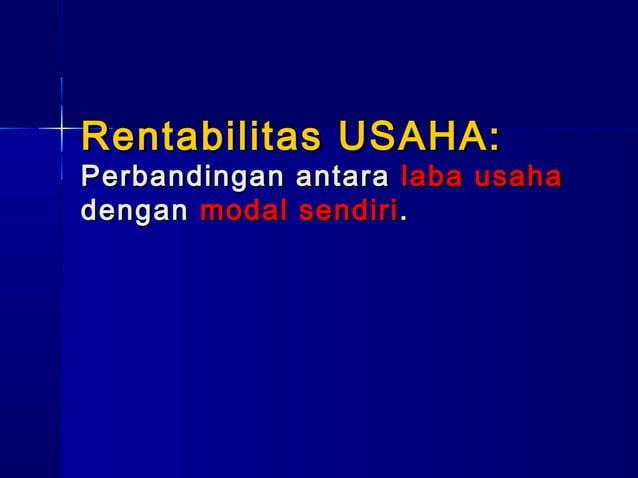 Rentabilitas USAHA:
Perbandingan antara laba usaha
dengan modal sendiri.